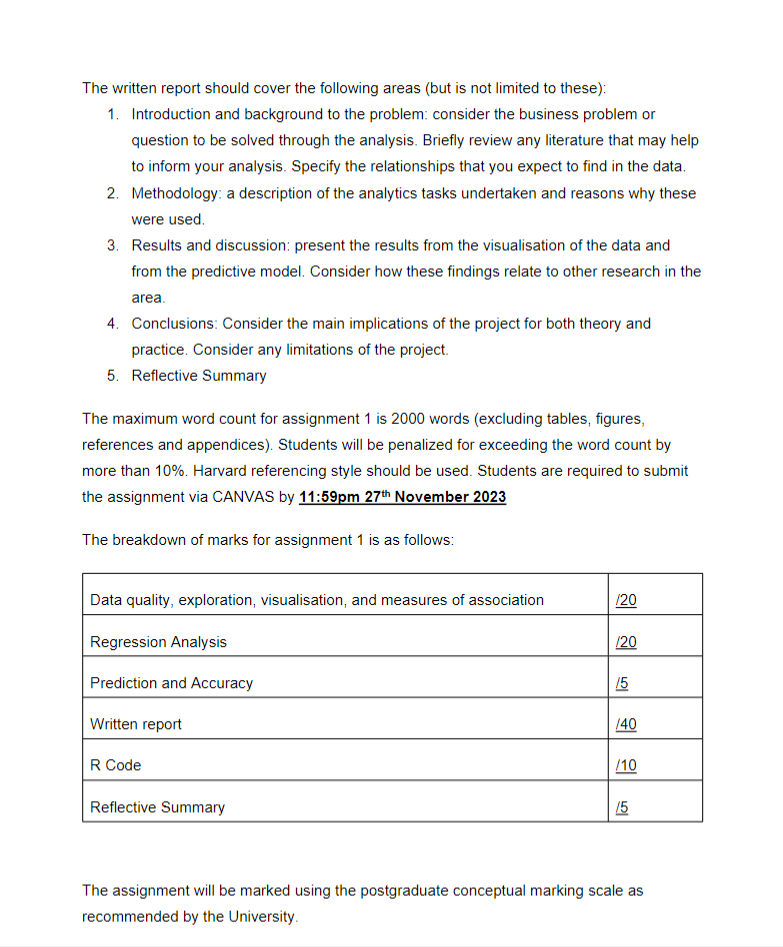 The written report should cover the following areas (but is not limited to these):
1. Introduction and background to the problem: consider the business problem or
question to be solved through the analysis. Briefly review any literature that may help
to inform your analysis. Specify the relationships that you expect to find in the data.
2. Methodology: a description of the analytics tasks undertaken and reasons why these
were used.
3. Results and discussion: present the results from the visualisation of the data and
from the predictive model. Consider how these findings relate to other research in the
area.
4. Conclusions: Consider the main implications of the project for both theory and
practice. Consider any limitations of the project.
5. Reflective Summary
The maximum word count for assignment 1 is 2000 words (excluding tables, figures,
references and appendices). Students will be penalized for exceeding the word count by
more than 10%. Harvard referencing style should be used. Students are required to submit
the assignment via CANVAS by 11:59pm 27th November 2023
The breakdown of marks for assignment 1 is as follows:
Data quality, exploration, visualisation, and measures of association /20
Regression Analysis /20
Prediction and Accuracy /5
Written report /40
R Code /10
Reflective Summary /5
The assignment will be marked using the postgraduate conceptual marking scale as
recommended by the University.